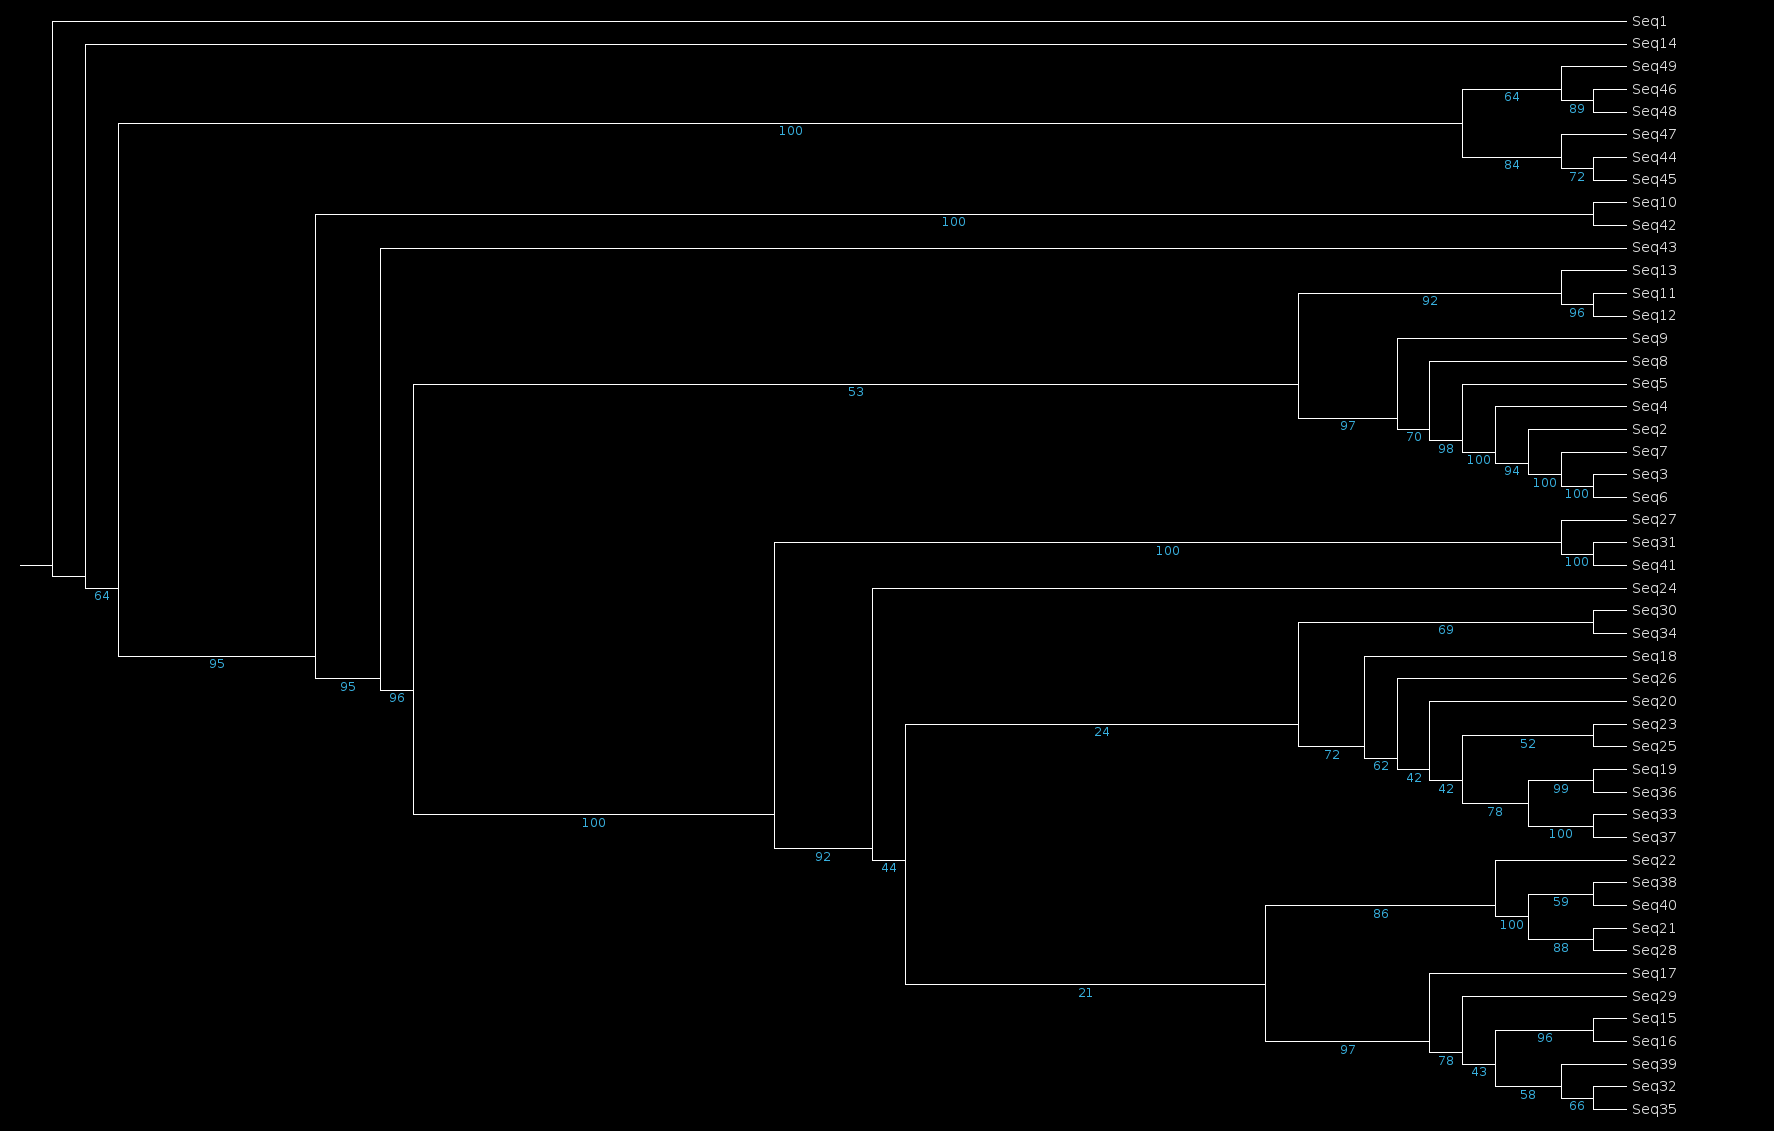 Seq1
Seq14
Seq49
64
Seq46
89
Seq48
100
Seq47
84
Seq44
72
Seq45
Seq10
100
Seq42
Seq43
Seq13
92
Seq11
96
Seq12
Seq9
Seq8
53
Seq5
Seq4
97
Seq2
70
98
Seq7
100
94
Seq3
100
100
Seq6
Seq27
100
Seq31
100
Seq41
64
Seq24
Seq30
69
Seq34
95
Seq18
95
Seq26
96
Seq20
24
Seq23
52
Seq25
72
62
Seq19
42
42
99
Seq36
78
100
Seq33
100
Seq37
92
44
Seq22
Seq38
59
Seq40
86
100
Seq21
88
Seq28
Seq17
21
Seq29
Seq15
96
Seq16
97
78
Seq39
43
Seq32
58
66
Seq35